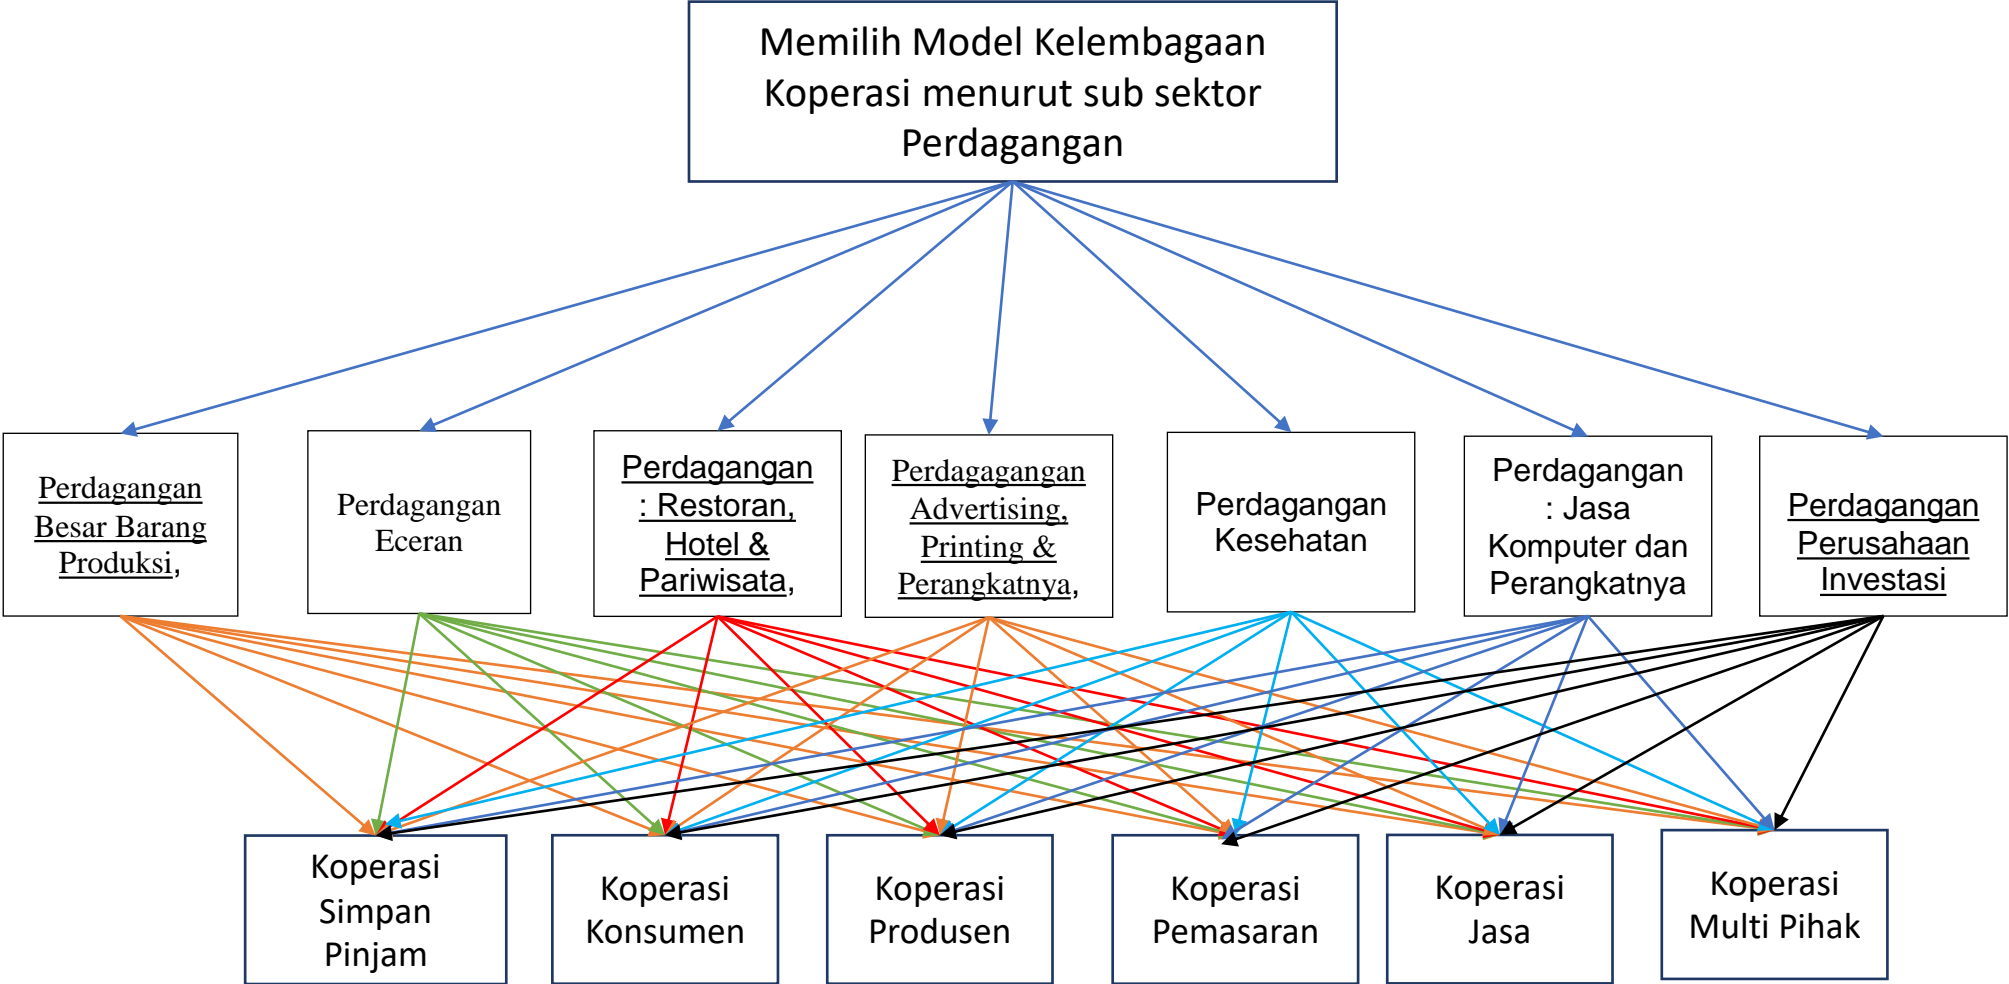 Memilih Model Kelembagaan
Koperasi menurut sub sektor
Perdagangan
Perdagangan
Besar Barang
Produksi,
Perdagangan
Eceran
Perdagangan
: Restoran,
Hotel &
Pariwisata,
Perdagagangan
Advertising,
Printing &
Perangkatnya,
Perdagangan
Kesehatan
Perdagangan
: Jasa
Komputer dan
Perangkatnya
Perdagangan
Perusahaan
Investasi
Koperasi
Simpan
Pinjam
Koperasi
Konsumen
Koperasi
Produsen
Koperasi
Pemasaran
Koperasi
Jasa
Koperasi
Multi Pihak